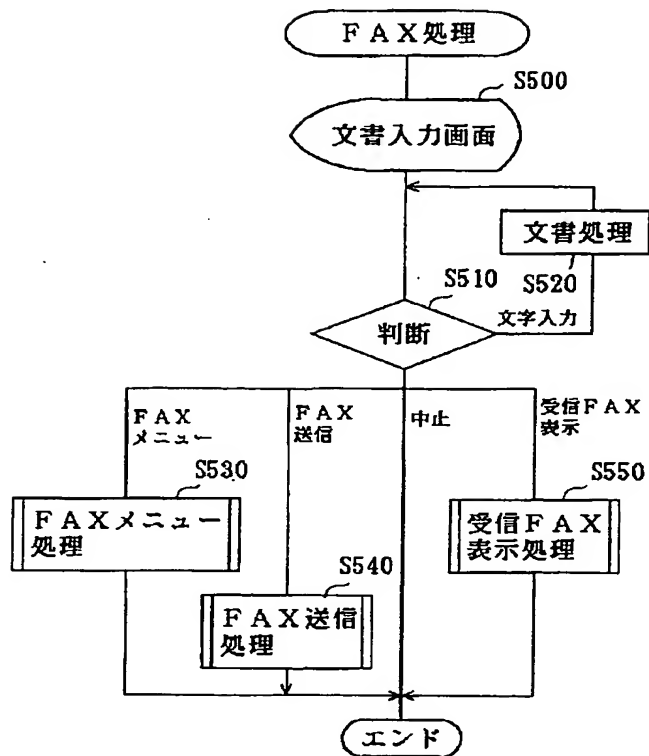 ＦＡＸ処理
S500
文書入力画面
文書処理
S520
S510
文字入力
判断
ＦＡＸ
メニュー
ＦＡＸ
送信
中止
受信ＦＡＸ
表示
S530
ＦＡＸメニュー
処理
S540
ＦＡＸ送信
処理
S550
受信ＦＡＸ
表示処理
エンド